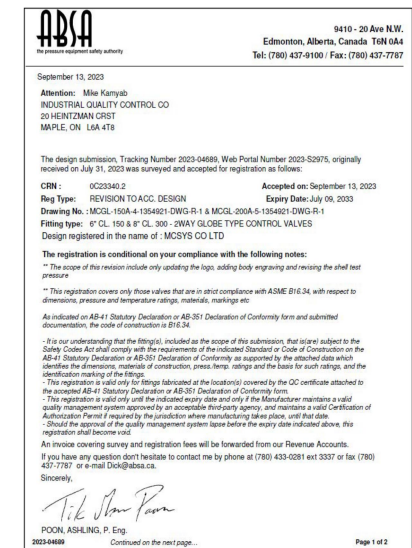 ABSA
the pressure equipment safety authority
9410 - 20 Ave N.W.
Edmonton, Alberta, Canada T6N 0A4
Tel: (780) 437-9100 / Fax: (780) 437-7787
September 13, 2023
Attention: Mike Kamyab
INDUSTRIAL QUALITY CONTROL CO
20 HEINTZMAN CRST
MAPLE, ON L6A 4T8
The design submission, Tracking Number 2023-04689, Web Portal Number 2023-S2975, originally
received on July 31, 2023 was surveyed and accepted for registration as follows:
CRN : 0C23340.2 Accepted on: September 13, 2023
Reg Type: REVISION TO ACC. DESIGN Expiry Date: July 09, 2033
Drawing No. : MCGL-150A-4-1354921-DWG-R-1 & MCGL-200A-5-1354921-DWG-R-1
Fitting type: 6" CL. 150 & 8" CL. 300 - 2WAY GLOBE TYPE CONTROL VALVES
Design registered in the name of : MCSYS CO LTD
The registration is conditional on your compliance with the following notes:
** The scope of this revision include only updating the logo, adding body engraving and revising the shell test
pressure
** This registration covers only those valves that are in strict compliance with ASME B16.34, with respect to
dimensions, pressure and temperature ratings, materials, markings etc
As indicated on AB-41 Statutory Declaration or AB-351 Declaration of Conformity form and submitted
documentation, the code of construction is B16.34.
- It is our understanding that the fitting(s), included as the scope of this submission, that is(are) subject to the
Safety Codes Act shall comply with the requirements of the indicated Standard or Code of Construction on the
AB-41 Statutory Declaration or AB-351 Declaration of Conformity as supported by the attached data which
identifies the dimensions, materials of construction, press./temp. ratings and the basis for such ratings, and the
identification marking of the fittings.
- This registration is valid only for fittings fabricated at the location(s) covered by the QC certificate attached to
the accepted AB-41 Statutory Declaration or AB-351 Declaration of Conformity form.
- This registration is valid only until the indicated expiry date and only if the Manufacturer maintains a valid
quality management system approved by an acceptable third-party agency, and maintains a valid Certification of
Authorization Permit if required by the jurisdiction where manufacturing takes place, until that date.
- Should the approval of the quality management system lapse before the expiry date indicated above, this
registration shall become void.
An invoice covering survey and registration fees will be forwarded from our Revenue Accounts.
If you have any question don't hesitate to contact me by phone at (780) 433-0281 ext 3337 or fax (780)
437-7787 or e-mail Dick@absa.ca.
Sincerely,
POON, ASHLING, P. Eng.
2023-04689 Continued on the next page... Page 1 of 2